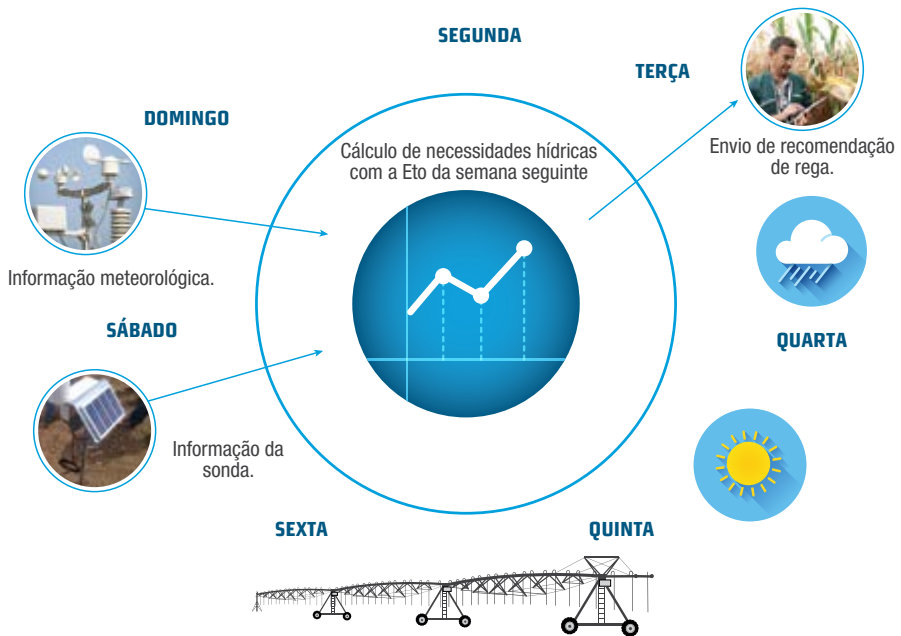 SEGUNDA
TERÇA
DOMINGO
Cálculo de necessidades hídricas
com a Eto da semana seguinte
Envio de recomendação
de rega.
Informação meteorológica.
SÁBADO
QUARTA
Informação da
sonda.
SEXTA
QUINTA